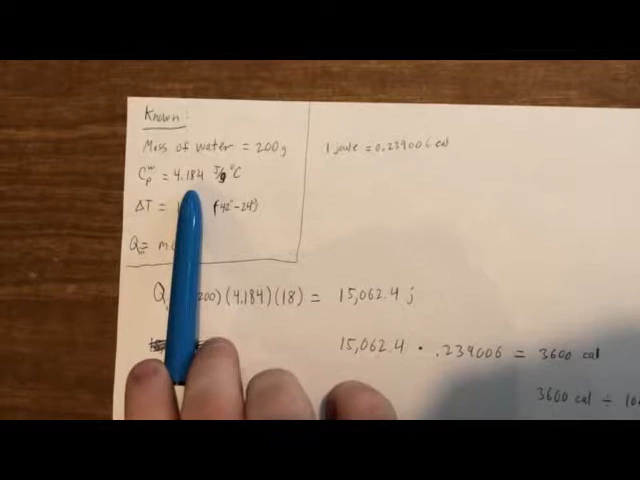 Known:
Mass of water = 200g
1 joule = 0.239006 cal
Cp^w = 4.184 J/g °C
ΔT = (42° - 24°)
Q = m
Q 200)(4.184)(18) = 15,062.4 j
15,062.4 · .239006 = 3600 cal
3600 cal ÷ 10